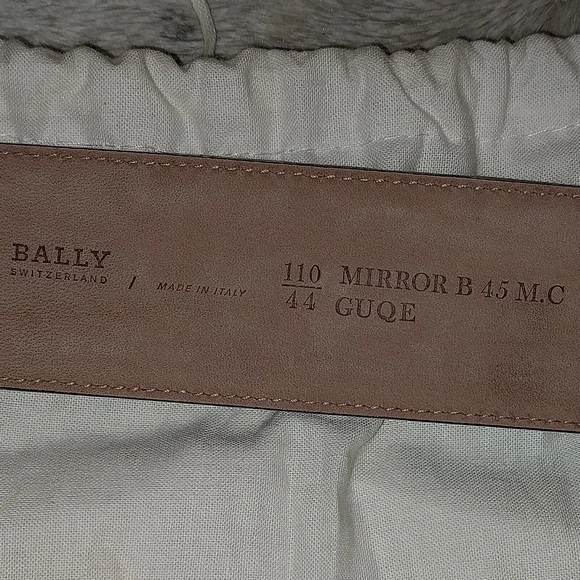 BALLY
SWITZERLAND
/ MADE IN ITALY
110 MIRROR B 45 M.C
44 GUQE